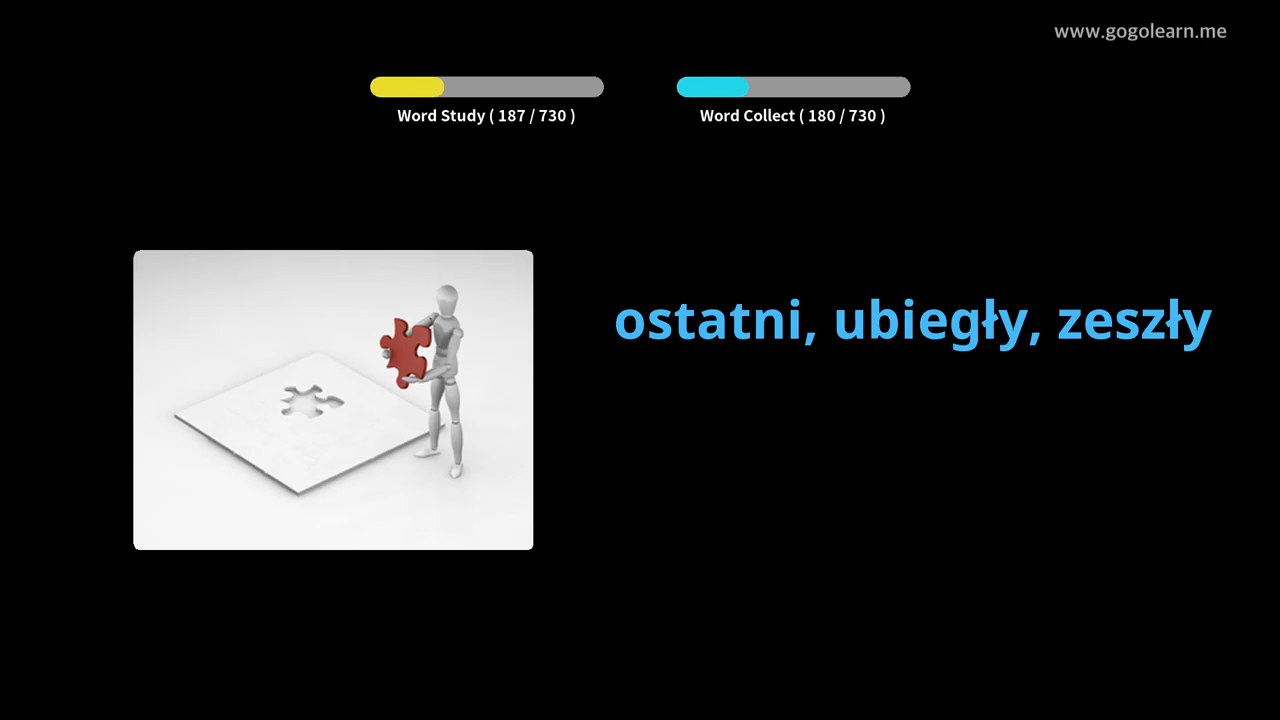 www.gogolearn.me
Word Study ( 187 / 730 )
Word Collect ( 180 / 730 )
ostatni, ubiegły, zeszły